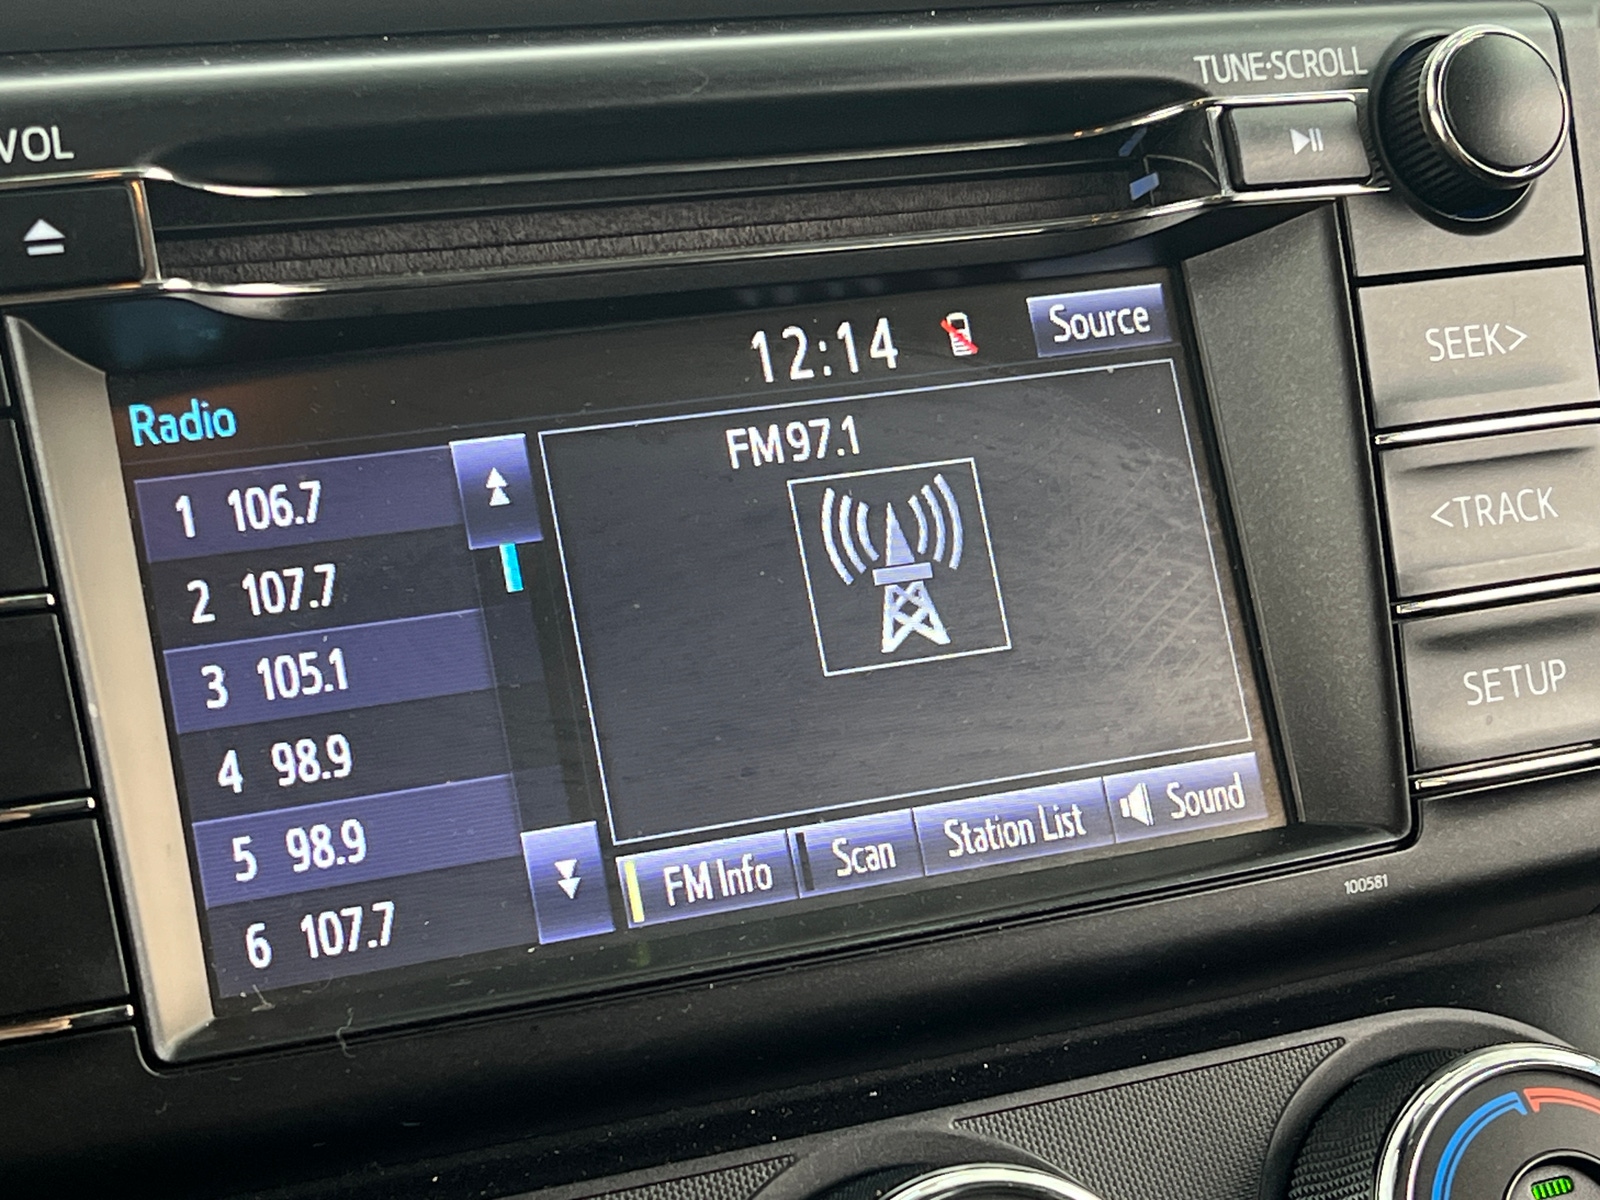 TUNE·SCROLL
VOL
12:14
Source
Radio
FM97.1
1 106.7
2 107.7
3 105.1
4 98.9
5 98.9
6 107.7
FM Info
Scan
Station List
Sound
SEEK>
<TRACK
SETUP
100581